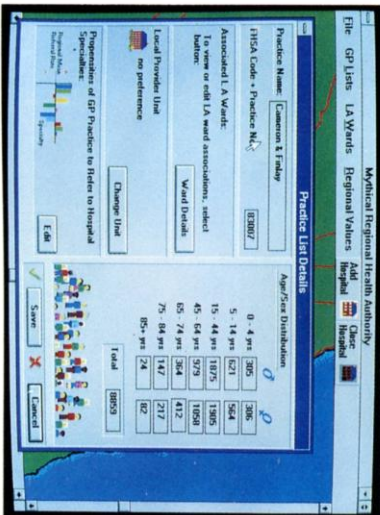 Mythical Regional Health Authority
File GP Lists LA Wards Regional Values Add Hospital Close Hospital
Practice List Details
Practice Name: Cameron & Finlay
FHSA Code + Practice No 83007
Associated L A Wards:
To view or edit LA ward associations, select
button:
Ward Details
Local Provider Unit
no preference
Change Unit
Propensities of GP Practice to Refer to Hospital
Specialties:
Specialty
Edit
Age/Sex Distribution
0 - 4 yrs 305 306
5 - 14 yrs 621 564
15 - 44 yrs 1875 1905
45 - 64 yrs 979 1058
65 - 74 yrs 364 412
75 - 84 yrs 147 217
85+ yrs 24 82
Total 8859
Save Cancel